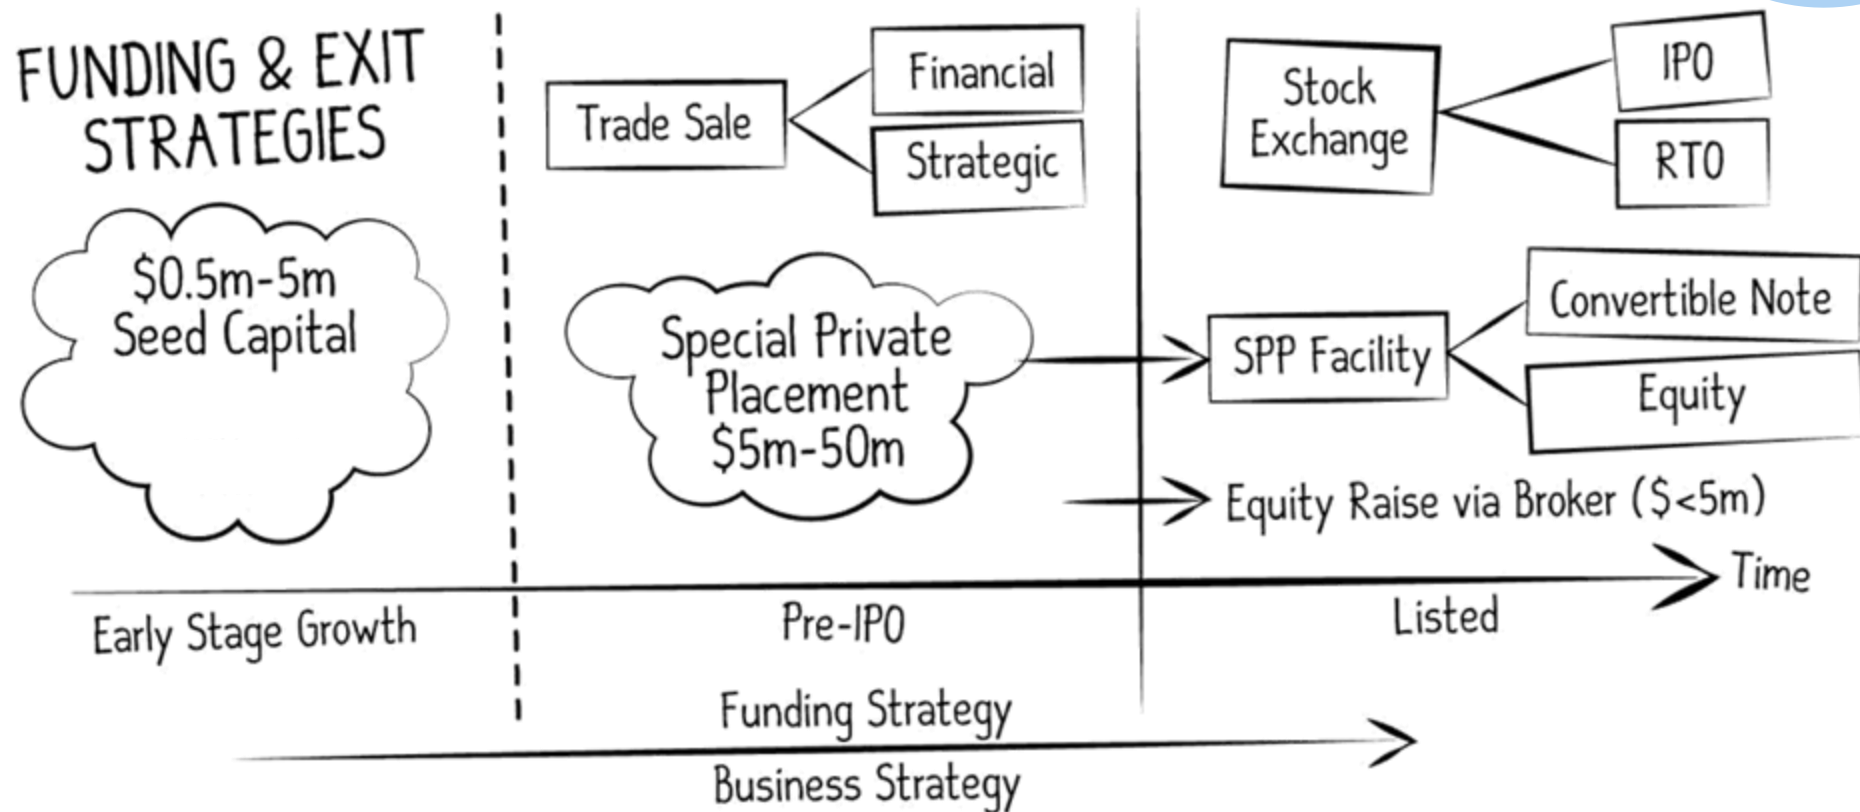 FUNDING & EXIT
STRATEGIES
$0.5m-5m
Seed Capital
Trade Sale
Financial
Strategic
Special Private
Placement
$5m-50m
Stock
Exchange
IPO
RTO
SPP Facility
Convertible Note
Equity
Equity Raise via Broker ($<5m)
Time
Early Stage Growth
Pre-IPO
Listed
Funding Strategy
Business Strategy